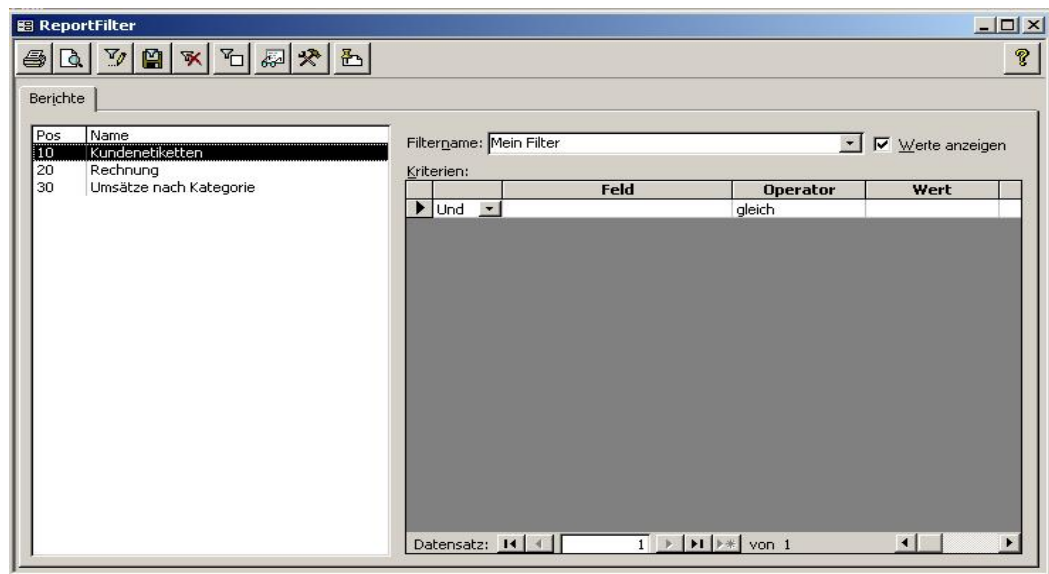 ReportFilter
Berichte
Pos Name
10 Kundenetiketten
20 Rechnung
30 Umsätze nach Kategorie
Filtername: Mein Filter
Werte anzeigen
Kriterien:
Feld Operator Wert
Und gleich
Datensatz: 1 von 1